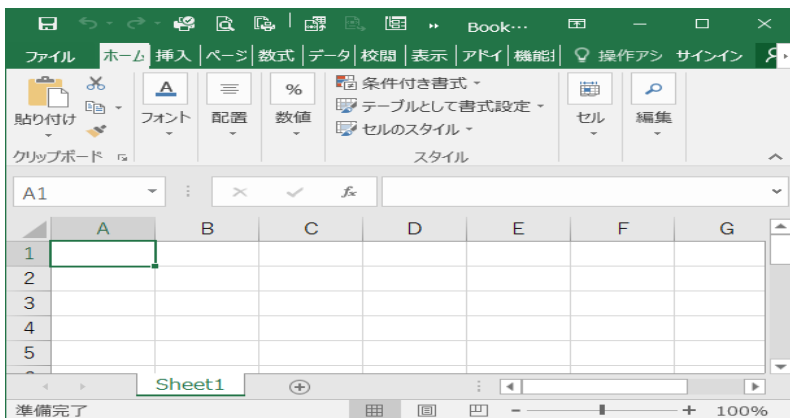 Book…
ファイル ホーム 挿入 ページ 数式 データ 校閲 表示 アドイ 機能 操作アシ サインイン
条件付き書式
テーブルとして書式設定
セルのスタイル
貼り付け フォント 配置 % 数値 セル 編集
クリップボード スタイル
A1 fx
A B C D E F G
1
2
3
4
5
Sheet1
準備完了 100%